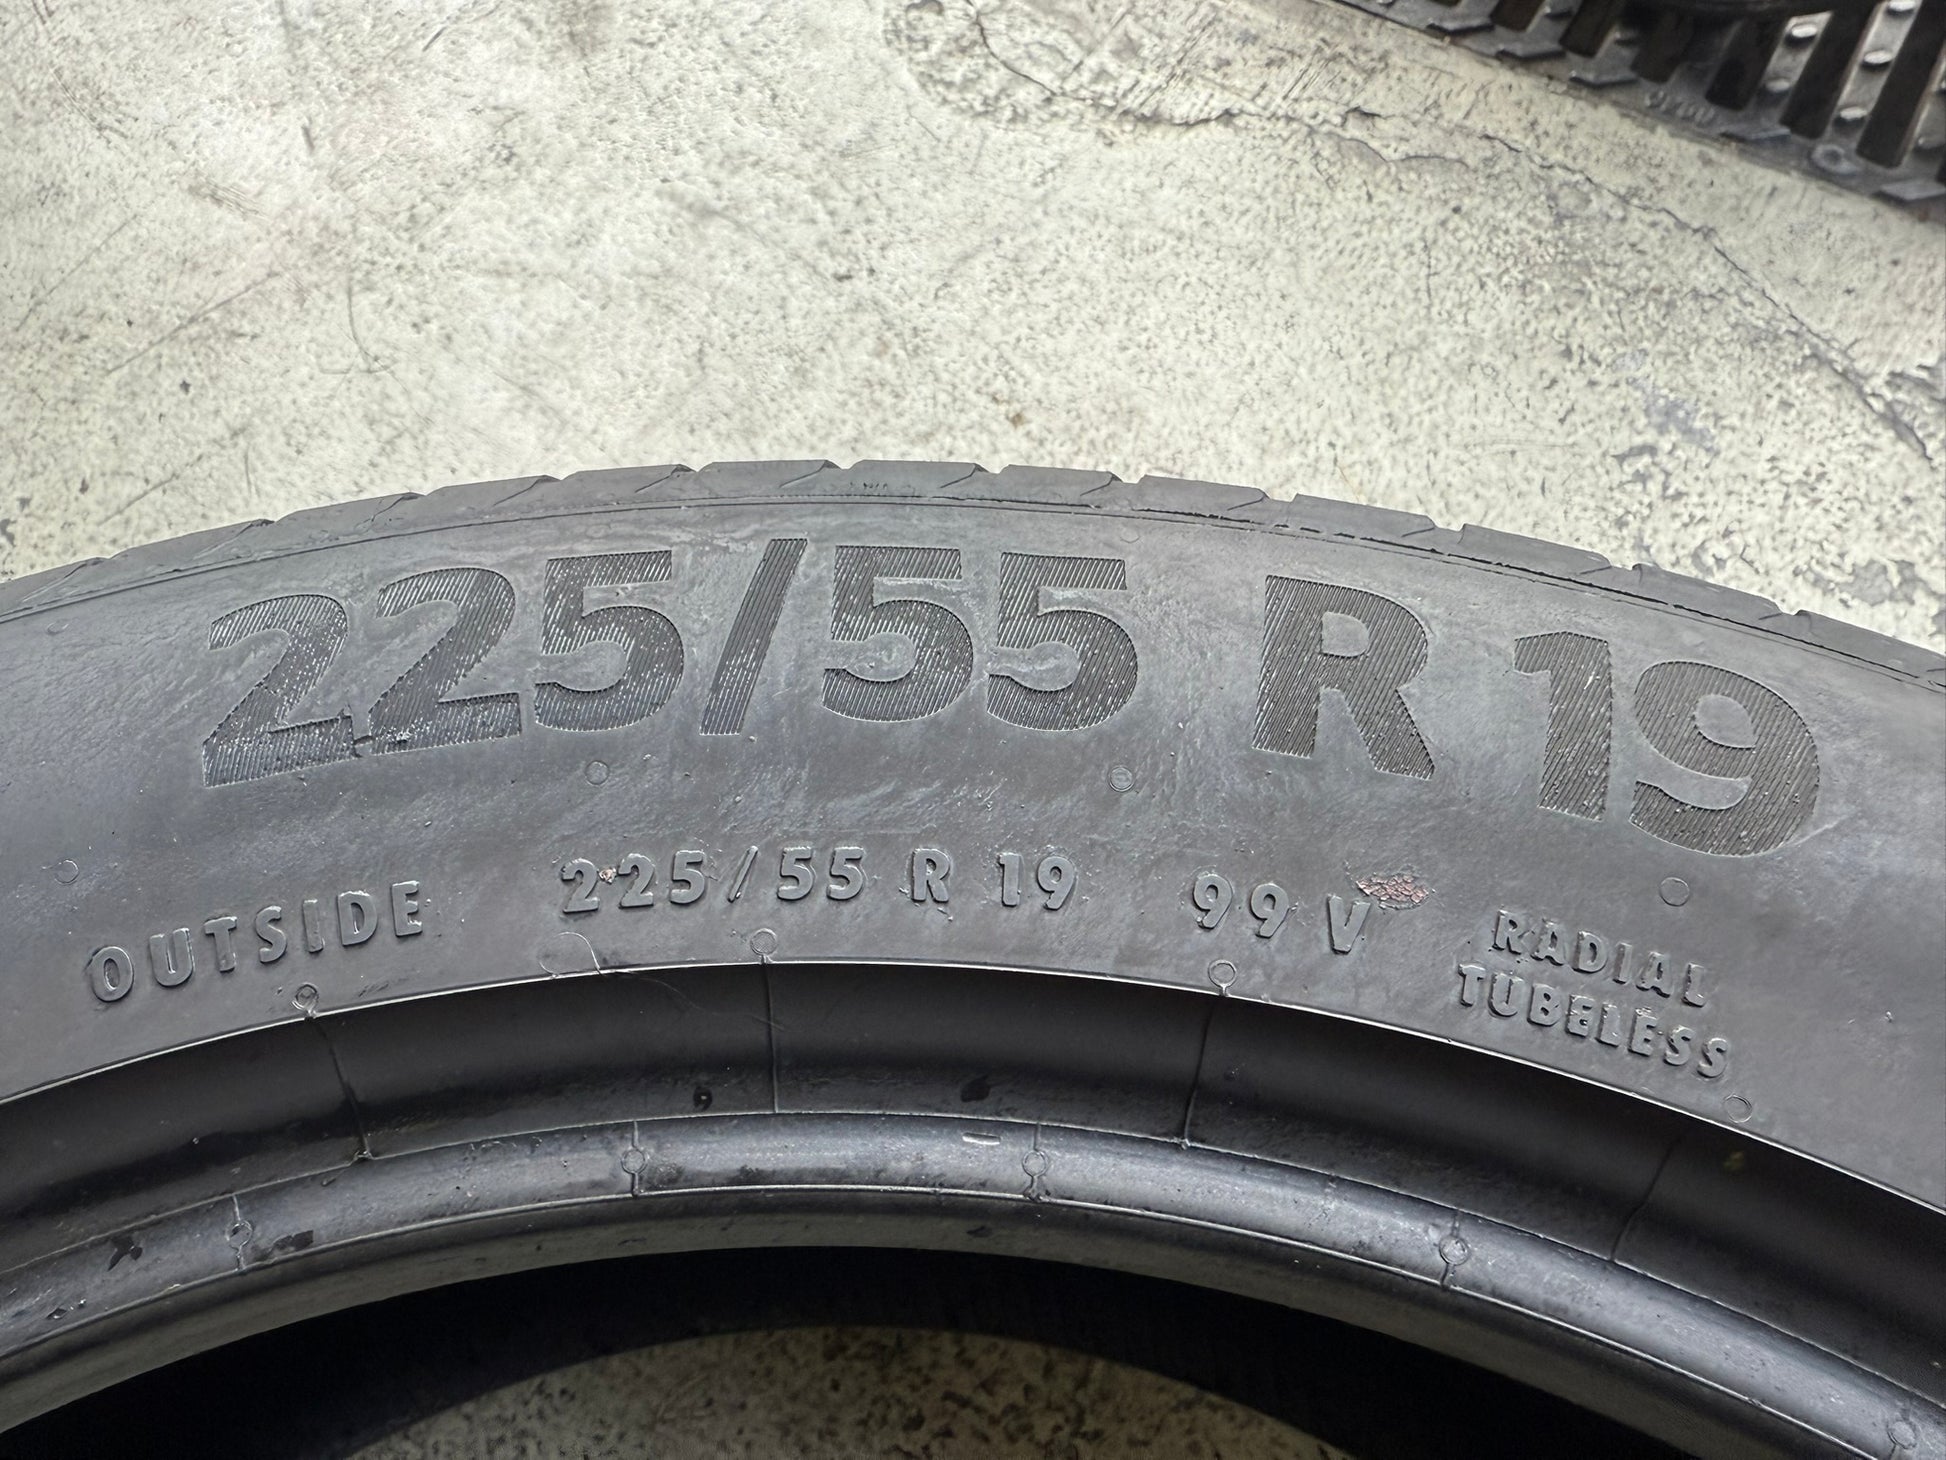 225/55 R 19
OUTSIDE 225/55 R 19 99 V
RADIAL
TUBELESS